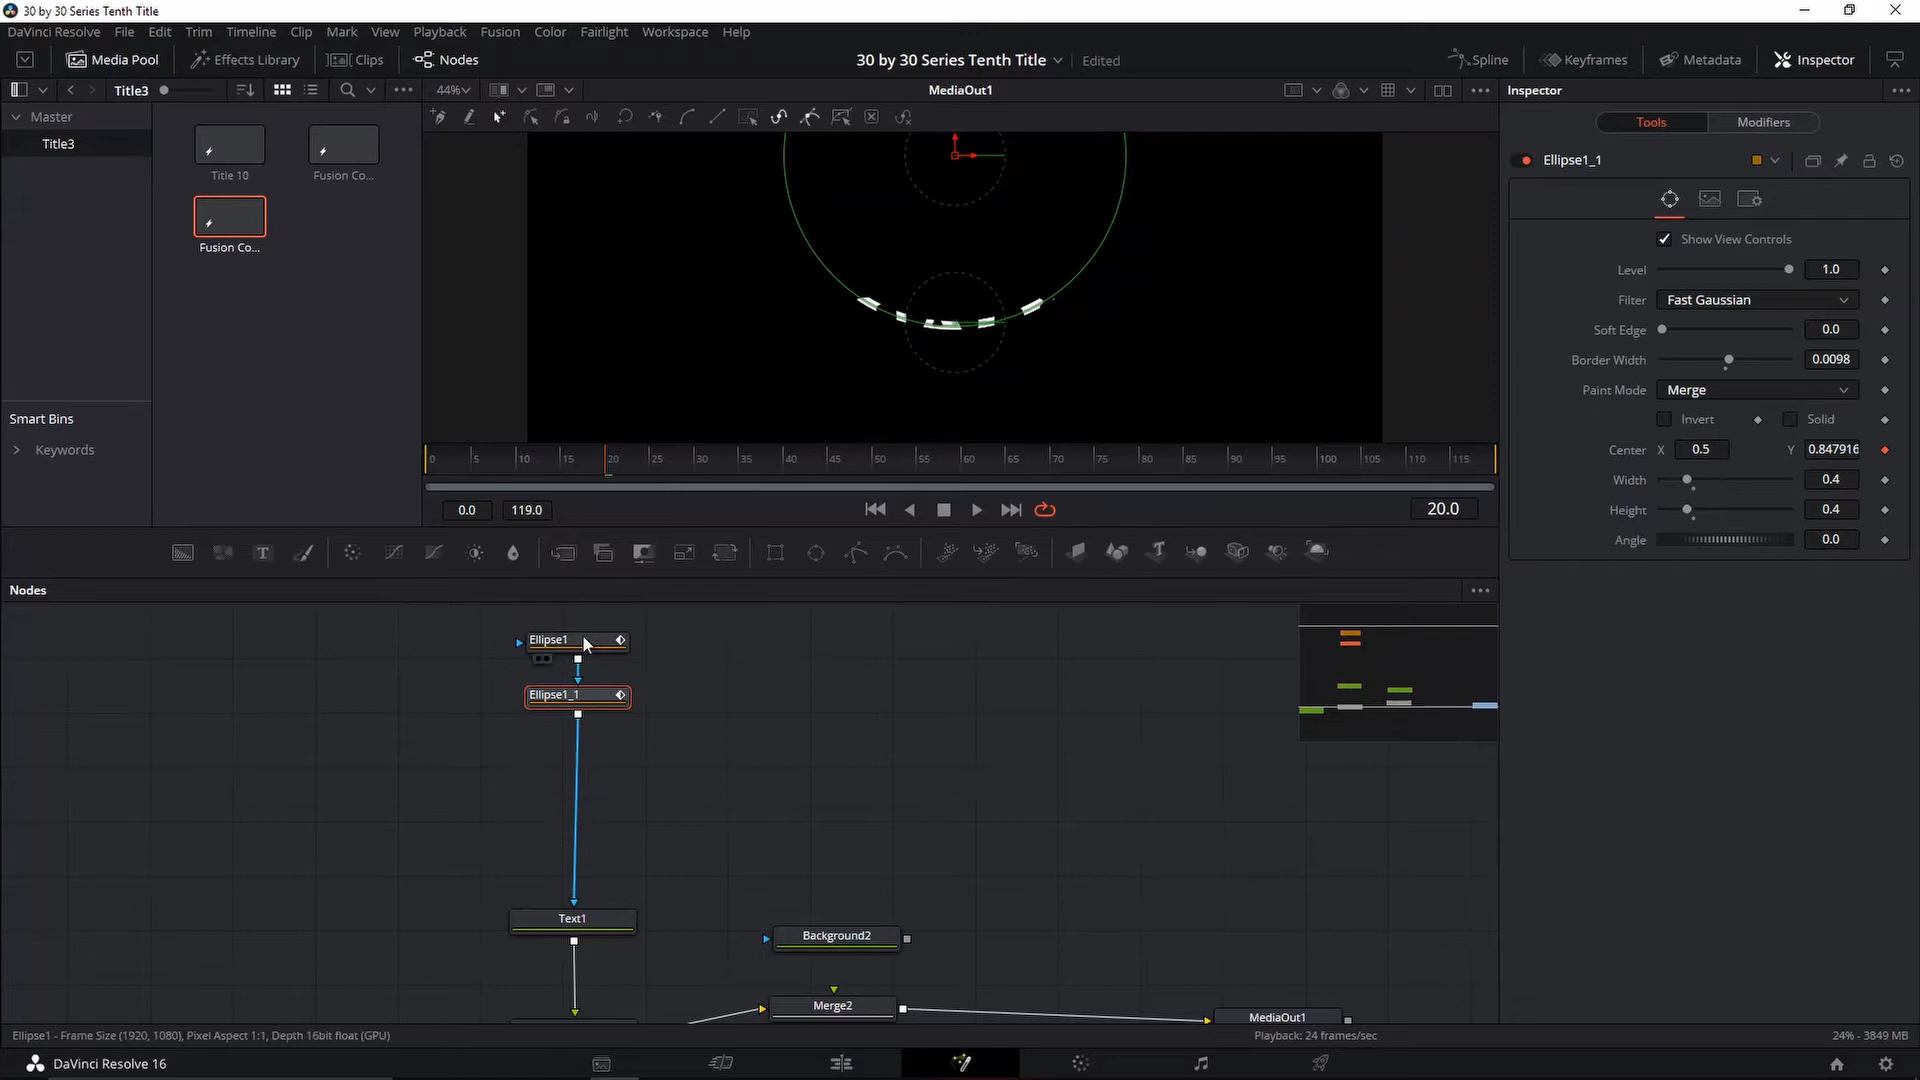 30 by 30 Series Tenth Title
DaVinci Resolve File Edit Trim Timeline Clip Mark View Playback Fusion Color Fairlight Workspace Help
Media Pool Effects Library Clips Nodes 30 by 30 Series Tenth Title Edited Spline Keyframes Metadata Inspector
Title3 44% MediaOut1 Inspector
Master
Title3
Title 10 Fusion Co...
Fusion Co...
Smart Bins
Keywords
Tools Modifiers
Ellipse1_1
Show View Controls
Level 1.0
Filter Fast Gaussian
Soft Edge 0.0
Border Width 0.0098
Paint Mode Merge
Invert Solid
Center X 0.5 Y 0.847916
Width 0.4
Height 0.4
Angle 0.0
0 5 10 15 20 25 30 35 40 45 50 55 60 65 70 75 80 85 90 95 100 105 110 115
0.0 119.0 20.0
Nodes
Ellipse1
Ellipse1_1
Text1
Background2
Merge2
MediaOut1
Ellipse1 - Frame Size (1920, 1080), Pixel Aspect 1:1, Depth 16bit float (GPU) Playback: 24 frames/sec 24% - 3849 MB
DaVinci Resolve 16